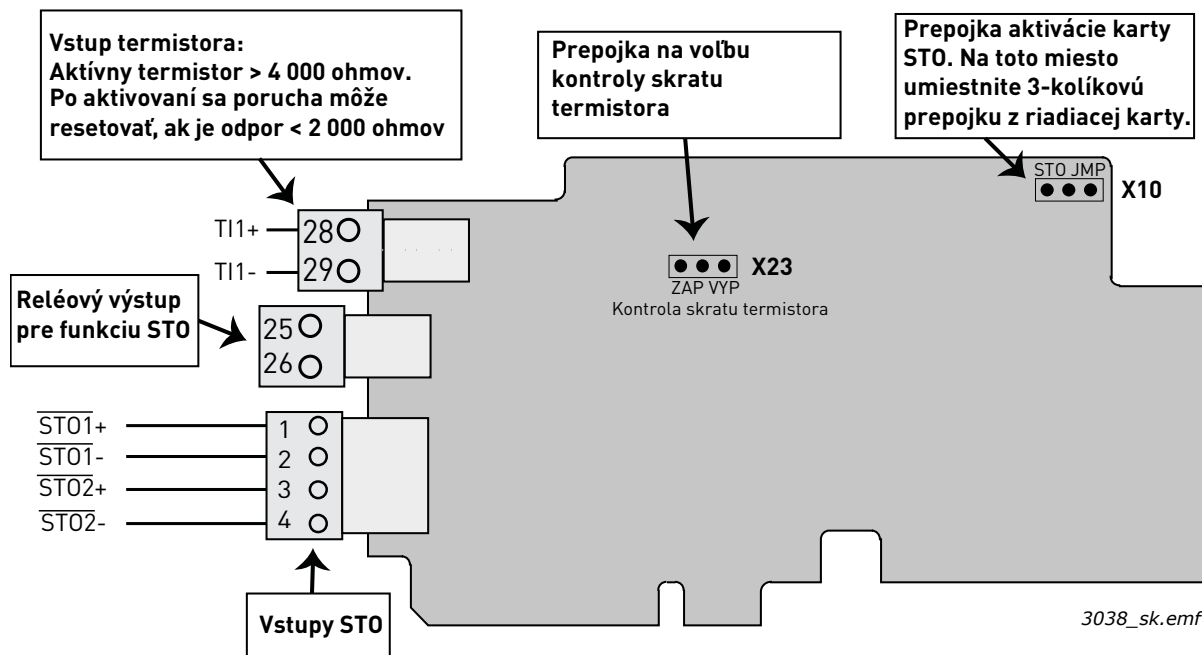 Vstup termistora:
Aktívny termistor > 4 000 ohmov.
Po aktivovaní sa porucha môže
resetovať, ak je odpor < 2 000 ohmov
Prepojka na voľbu
kontroly skratu
termistora
Prepojka aktivácie karty
STO. Na toto miesto
umiestnite 3-kolíkovú
prepojku z riadiacej karty.
STO JMP
X10
TI1+
28
TI1-
29
X23
ZAP VYP
Kontrola skratu termistora
Reléový výstup
pre funkciu STO
25
26
STO1+
1
STO1-
2
STO2+
3
STO2-
4
Vstupy STO
3038_sk.emf